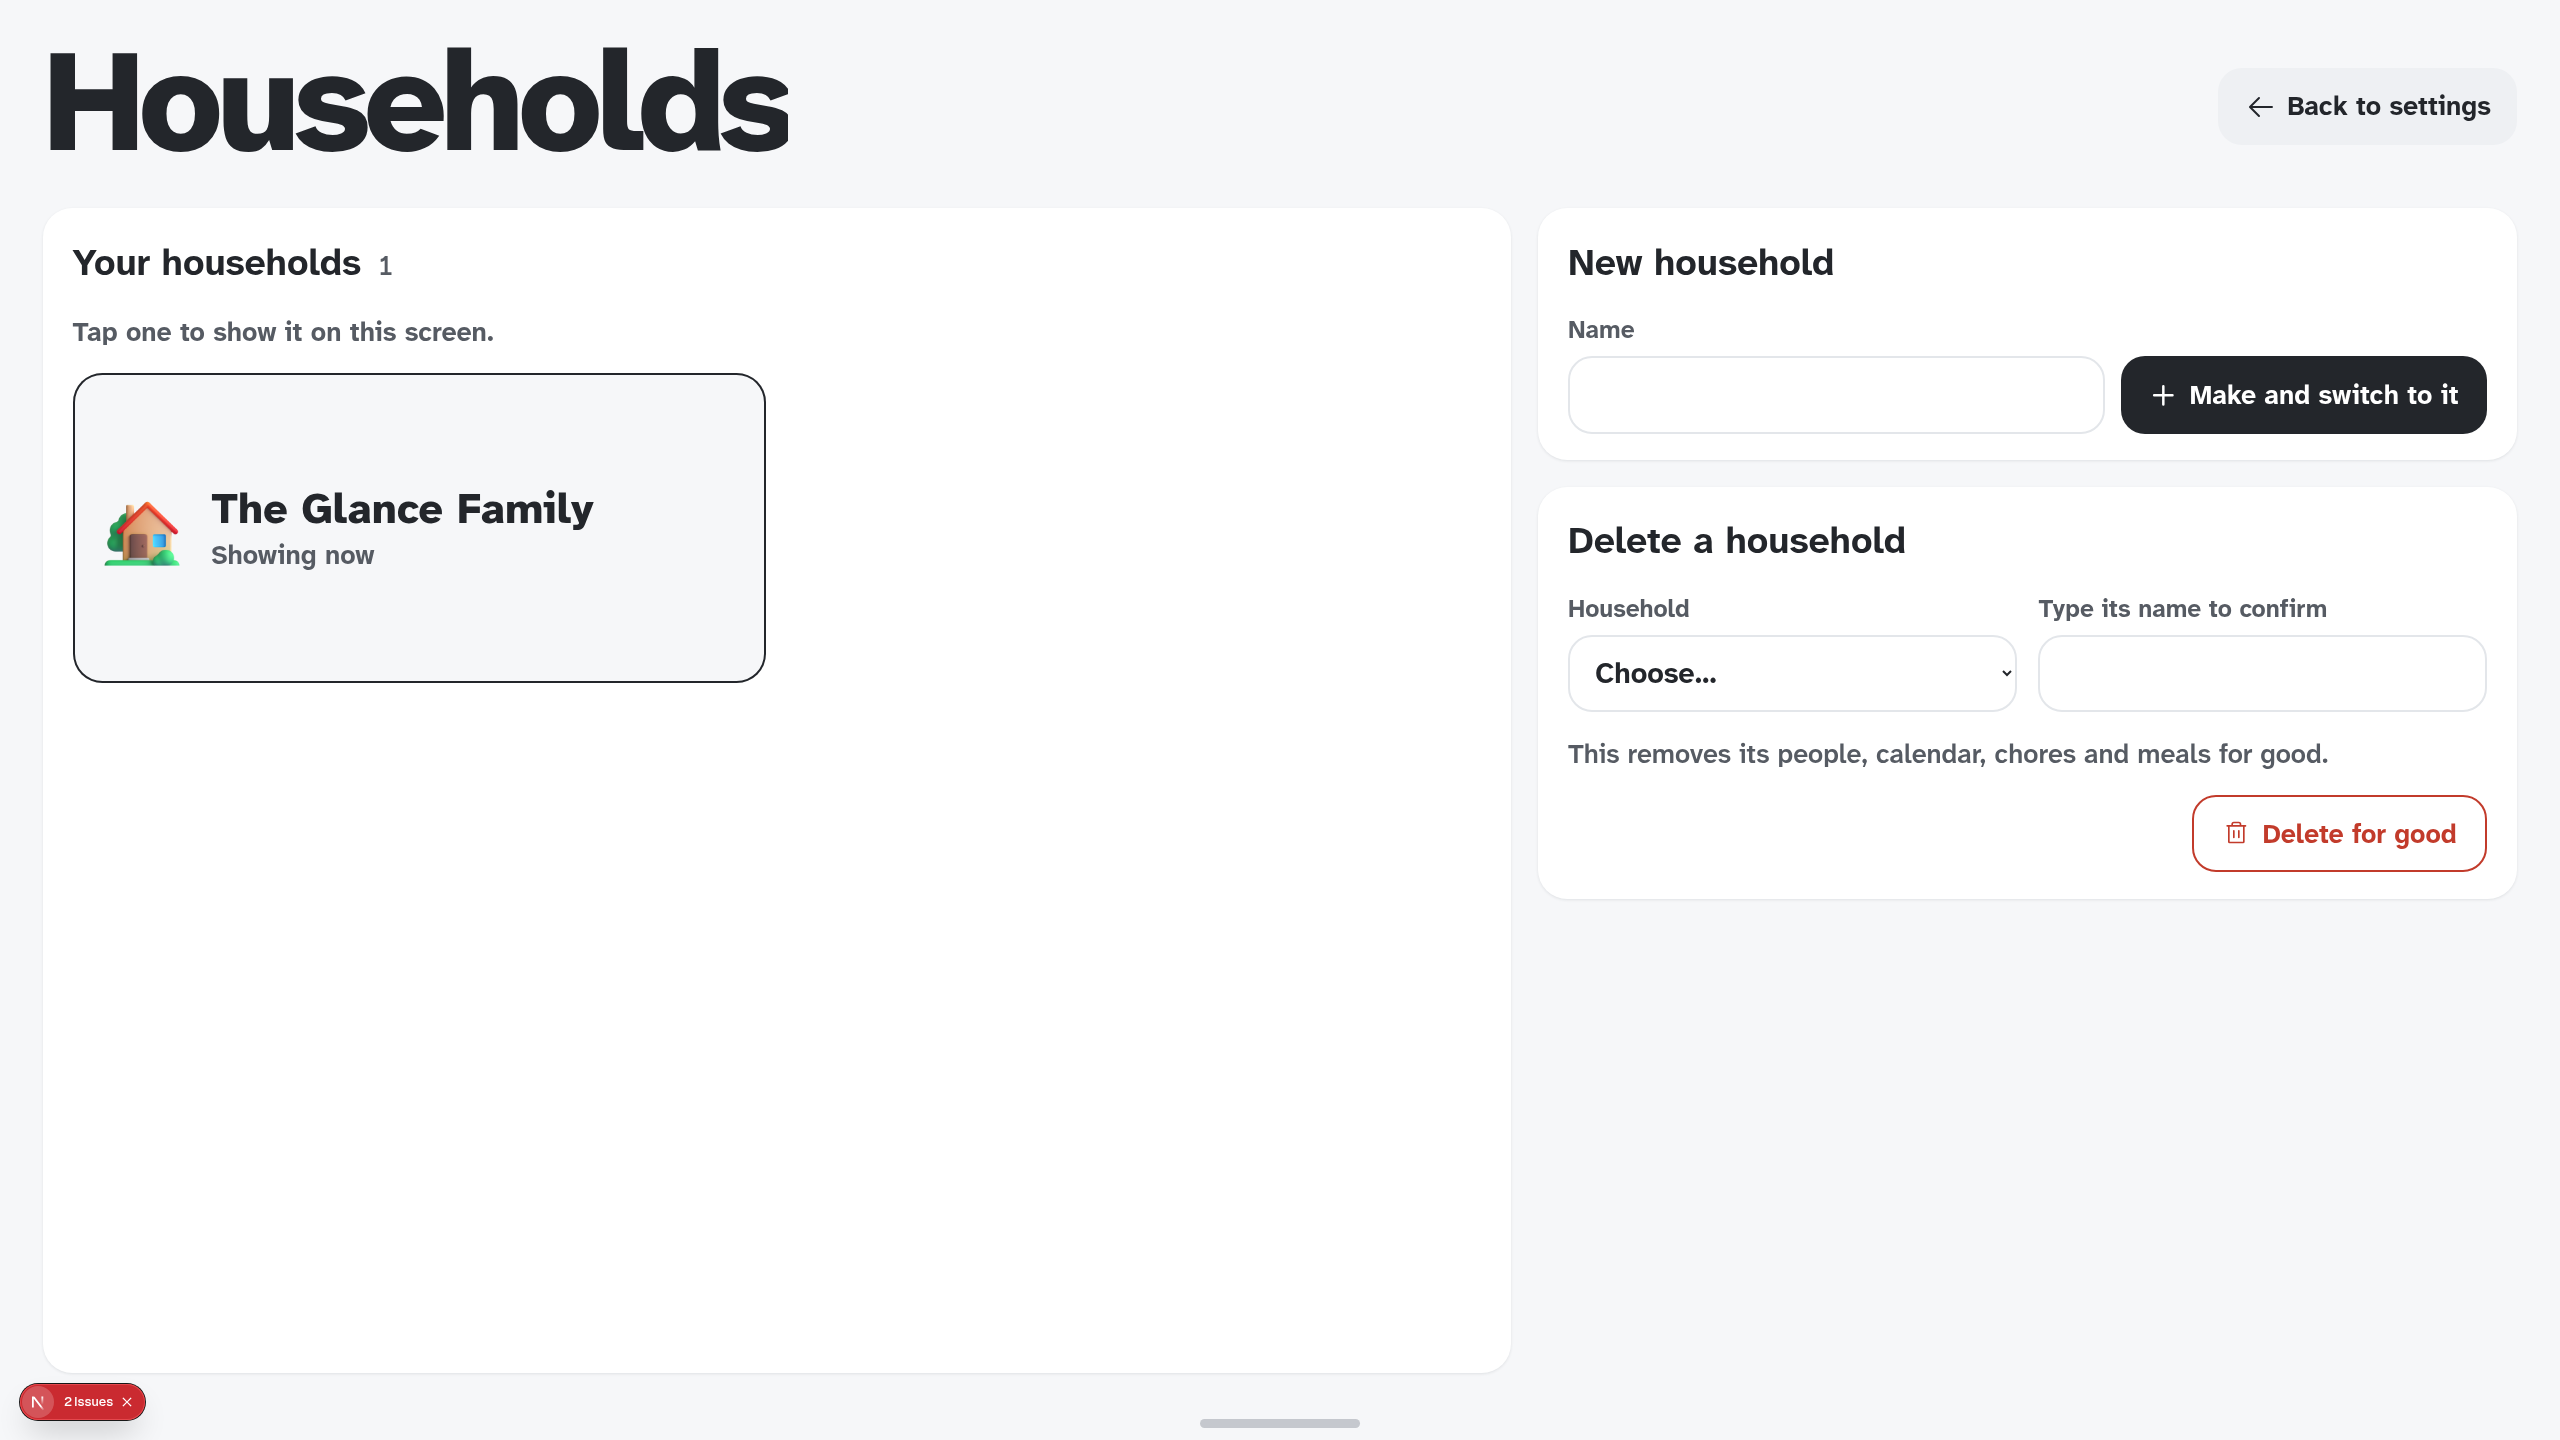 Households
Back to settings
Your households 1
Tap one to show it on this screen.
The Glance Family
Showing now
New household
Name
Make and switch to it
Delete a household
Household
Type its name to confirm
Choose...
This removes its people, calendar, chores and meals for good.
Delete for good
N 2 Issues